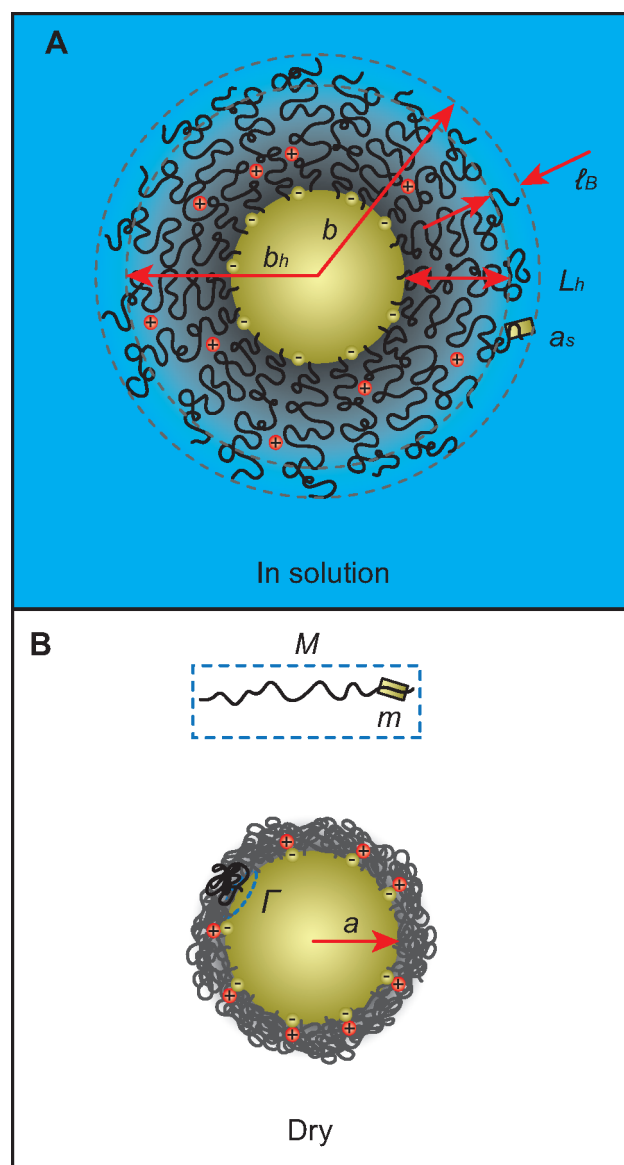 A
+
+
+
+
+
+
+
+
+
+
-
-
-
-
-
-
-
-
-
-
-
b
bₕ
ℓB
Lₕ
aₛ
In solution
B
M
m
Γ
a
+
+
+
+
+
+
+
+
-
-
-
-
-
-
-
-
Dry